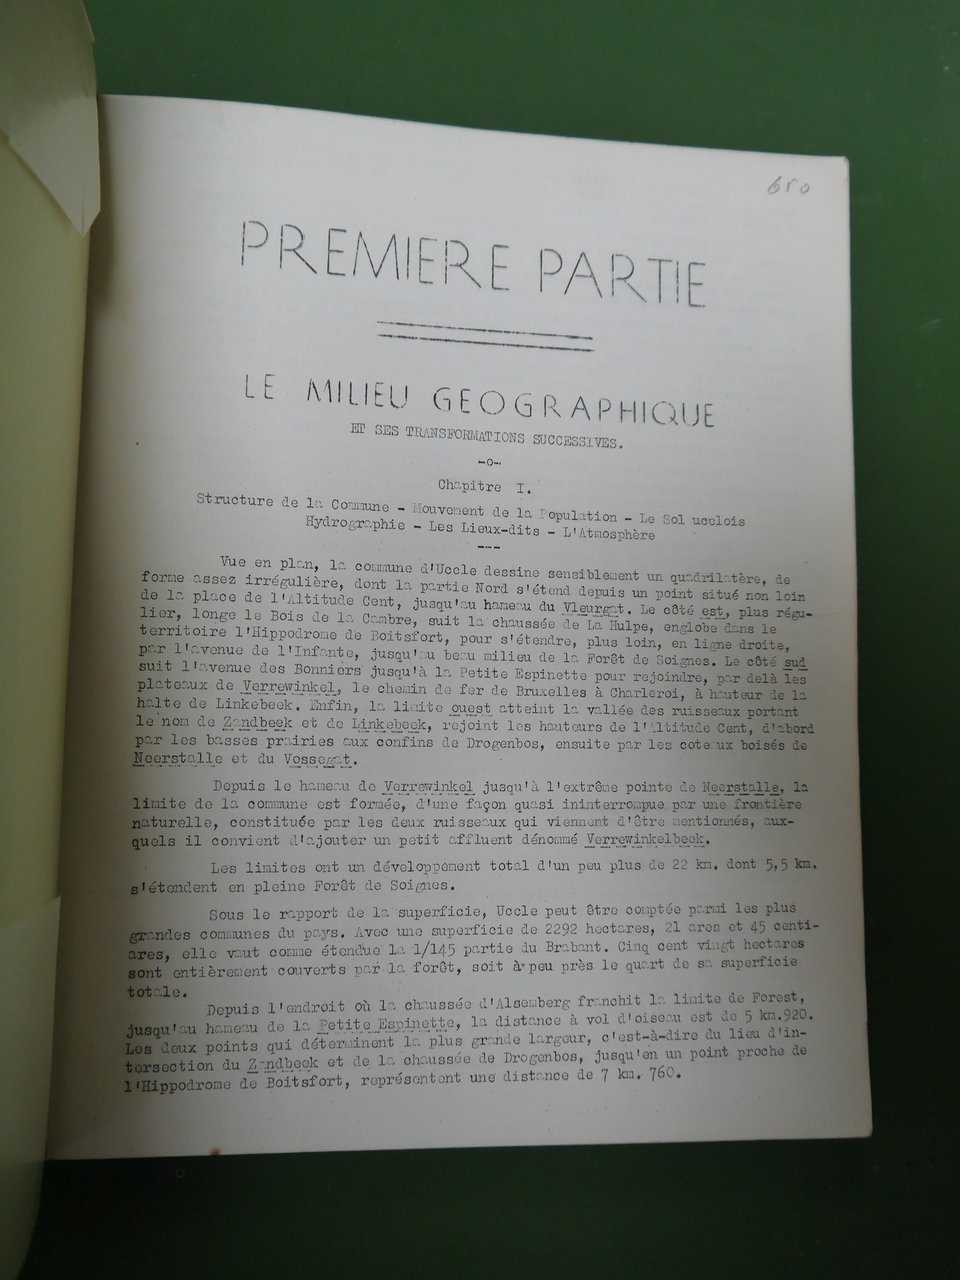 650
PREMIERE PARTIE
LE MILIEU GEOGRAPHIQUE
ET SES TRANSFORMATIONS SUCCESSIVES.
-o-
Chapitre I.
Structure de la Commune - Mouvement de la Population - Le Sol ucclois
Hydrographie - Les Lieux-dits - L'Atmosphère
Vue en plan, la commune d'Uccle dessine sensiblement un quadrilatère, de
forme assez irrégulière, dont la partie Nord s'étend depuis un point situé non loin
de la place de l'Altitude Cent, jusqu'au hameau du Vleurgat. Le côté est, plus régu-
lier, longe le Bois de la Cambre, suit la chaussée de La Hulpe, englobe dans le
territoire l'Hippodrome de Boitsfort, pour s'étendre, plus loin, en ligne droite,
par l'avenue de l'Infante, jusqu'au beau milieu de la Forêt de Soignes. Le côté sud
suit l'avenue des Bonniers jusqu'à la Petite Espinette pour rejoindre, par delà les
plateaux de Verrewinkel, le chemin de fer de Bruxelles à Charleroi, à hauteur de la
halte de Linkebeek. Enfin, la limite ouest atteint la vallée des ruisseaux portant
le nom de Zandbeek et de Linkebeek, rejoint les hauteurs de l'Altitude Cent, d'abord
par les basses prairies aux confins de Drogenbos, ensuite par les coteaux boisés de
Neerstalle et du Vossegat.
Depuis le hameau de Verrewinkel jusqu'à l'extrême pointe de Neerstalle, la
limite de la commune est formée, d'une façon quasi ininterrompue par une frontière
naturelle, constituée par les deux ruisseaux qui viennent d'être mentionnés, aux-
quels il convient d'ajouter un petit affluent dénommé Verrewinkelbeek.
Les limites ont un développement total d'un peu plus de 22 km. dont 5,5 km.
s'étendent en pleine Forêt de Soignes.
Sous le rapport de la superficie, Uccle peut être comptée parmi les plus
grandes communes du pays. Avec une superficie de 2292 hectares, 21 ares et 45 centi-
ares, elle vaut comme étendue la 1/145 partie du Brabant. Cinq cent vingt hectares
sont entièrement couverts par la forêt, soit à peu près le quart de sa superficie
totale.
Depuis l'endroit où la chaussée d'Alsemberg franchit la limite de Forest,
jusqu'au hameau de la Petite Espinette, la distance à vol d'oiseau est de 5 km.920.
Les deux points qui déterminent la plus grande largeur, c'est-à-dire du lieu d'in-
tersection du Zandbeek et de la chaussée de Drogenbos, jusqu'en un point proche de
l'Hippodrome de Boitsfort, représentent une distance de 7 km. 760.